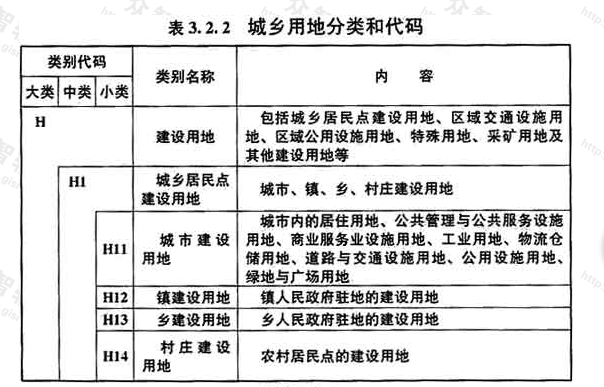 表 3.2.2 城乡用地分类和代码
类别代码
类别名称
内 容
大类
中类
小类
H
建设用地
包括城乡居民点建设用地、区域交通设施用
地、区域公用设施用地、特殊用地、采矿用地及
其他建设用地等
H1
城乡居民点
建设用地
城市、镇、乡、村庄建设用地
H11
城市建设
用地
城市内的居住用地、公共管理与公共服务设施
用地、商业服务业设施用地、工业用地、物流仓
储用地、道路与交通设施用地、公用设施用地、
绿地与广场用地
H12
镇建设用地
镇人民政府驻地的建设用地
H13
乡建设用地
乡人民政府驻地的建设用地
H14
村庄建设
用地
农村居民点的建设用地